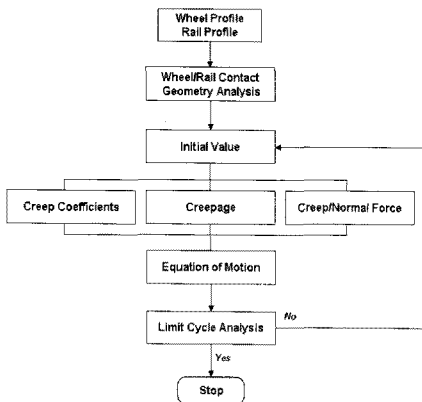 Wheel Profile
Rail Profile
Wheel/Rail Contact
Geometry Analysis
Initial Value
Creep Coefficients
Creepage
Creep/Normal Force
Equation of Motion
Limit Cycle Analysis
No
Yes
Stop